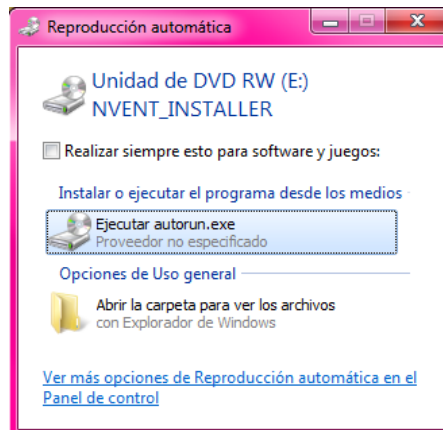 Reproducción automática
Unidad de DVD RW (E:)
NVENT_INSTALLER
Realizar siempre esto para software y juegos:
Instalar o ejecutar el programa desde los medios
Ejecutar autorun.exe
Proveedor no especificado
Opciones de Uso general
Abrir la carpeta para ver los archivos
con Explorador de Windows
Ver más opciones de Reproducción automática en el
Panel de control